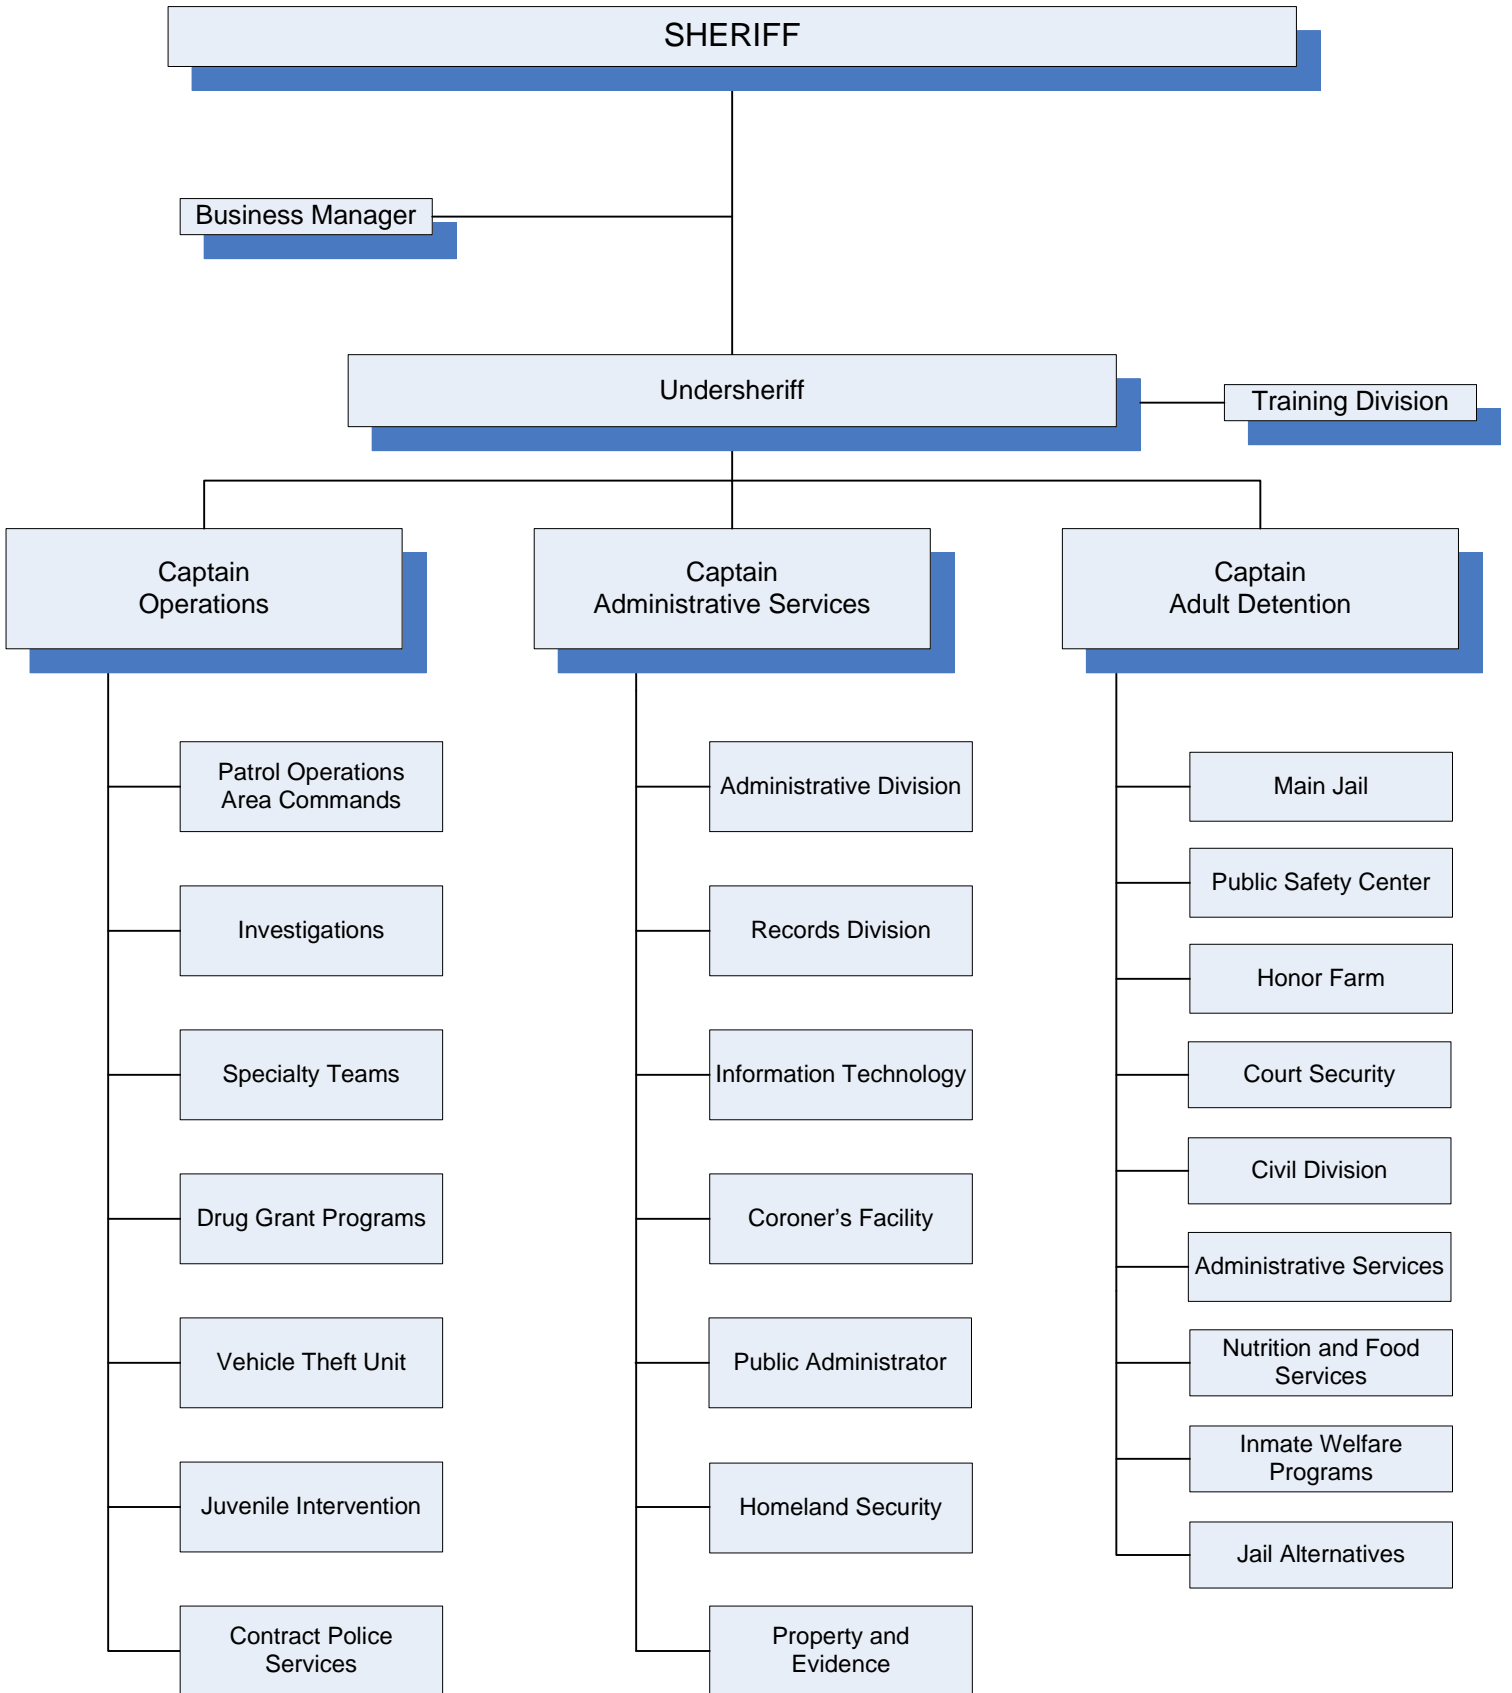 SHERIFF
Business Manager
Undersheriff
Training Division
Captain
Operations
Captain
Administrative Services
Captain
Adult Detention
Patrol Operations
Area Commands
Investigations
Specialty Teams
Drug Grant Programs
Vehicle Theft Unit
Juvenile Intervention
Contract Police
Services
Administrative Division
Records Division
Information Technology
Coroner’s Facility
Public Administrator
Homeland Security
Property and
Evidence
Main Jail
Public Safety Center
Honor Farm
Court Security
Civil Division
Administrative Services
Nutrition and Food
Services
Inmate Welfare
Programs
Jail Alternatives